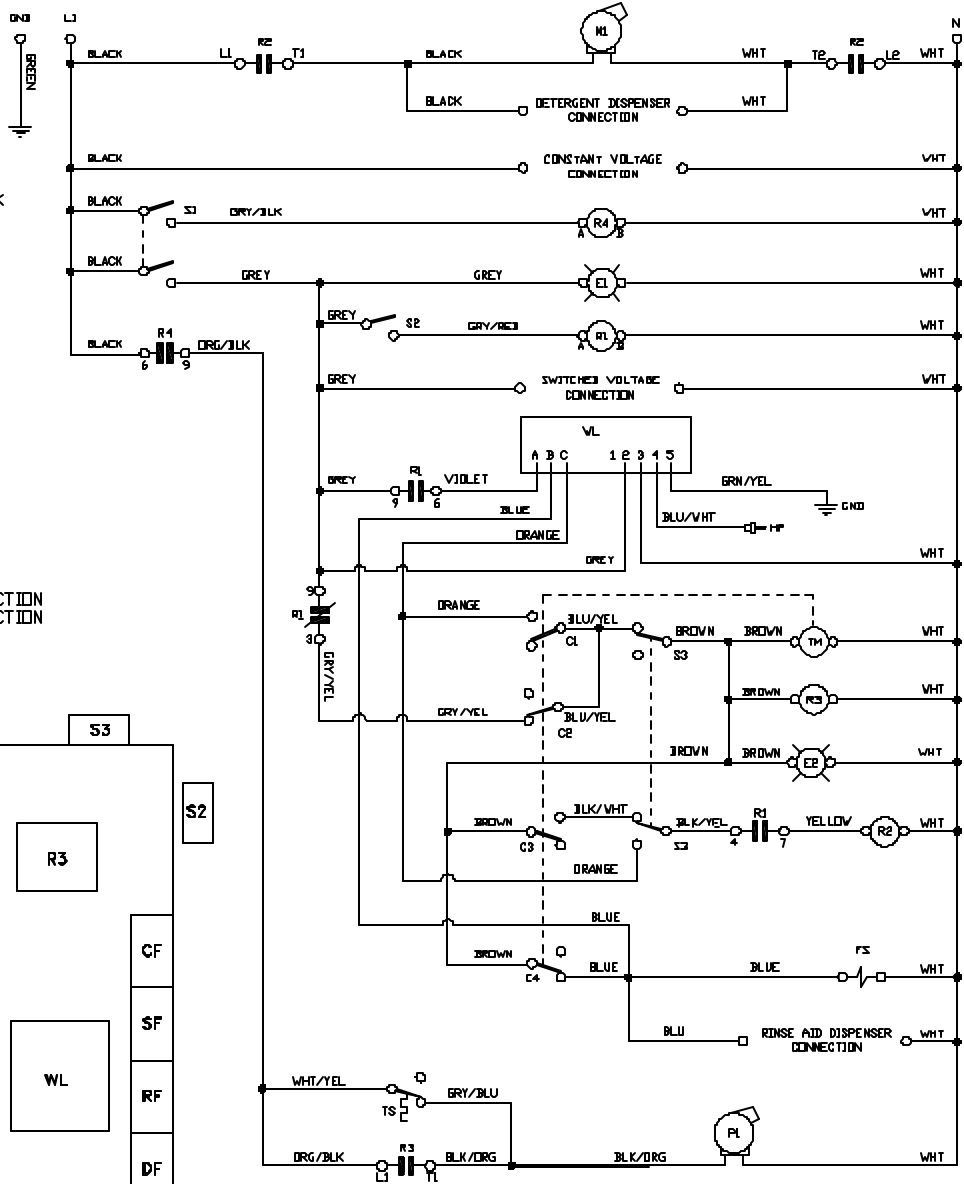 GND L1 N
GREEN
BLACK L1 R2 T1 BLACK M1 WHT T2 R2 L2 WHT
BLACK DETERGENT DISPENSER WHT
CONNECTION
BLACK CONSTANT VOLTAGE WHT
CONNECTION
BLACK S1 GRY/BLK R4 WHT
A B
BLACK GREY GREY E1 WHT
GREY S2 GRY/RED R1 WHT
A B
BLACK R4 ORG/BLK
6 9
GREY SWITCHED VOLTAGE WHT
CONNECTION
WL
A B C 1 2 3 4 5
GREY R1 VIOLET GRN/YEL
9 6 GND
BLUE BLU/WHT
ORANGE
GREY WHT
CTION
CTION
9
R1
3
GRY/YEL
ORANGE BLU/YEL C1 BROWN S3 BROWN TM WHT
BROWN R3 WHT
GRY/YEL BLU/YEL
C2
BROWN BROWN E2 WHT
BROWN C3 BLK/WHT BLK/YEL S3 R1 YELLOW R2 WHT
4 7
ORANGE
BLUE
BROWN C4 BLUE BLUE FS WHT
BLU RINSE AID DISPENSER WHT
CONNECTION
WHT/YEL TS GRY/BLU
P1
ORG/BLK R3 BLK/ORG BLK/ORG WHT
L1 T1
S3
S2
R3
CF
SF
WL
RF
DF